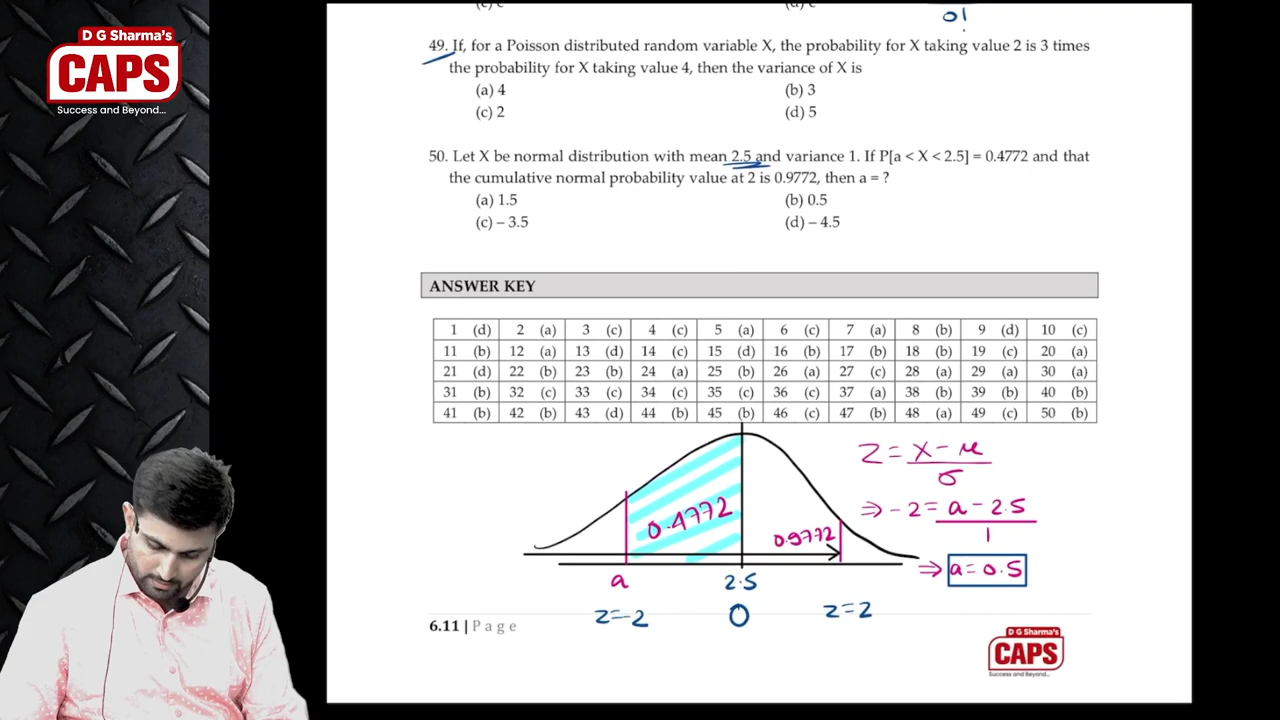 D G Sharma's
CAPS
Success and Beyond...
49. If, for a Poisson distributed random variable X, the probability for X taking value 2 is 3 times
the probability for X taking value 4, then the variance of X is
(a) 4 (b) 3
(c) 2 (d) 5
50. Let X be normal distribution with mean 2.5 and variance 1. If P[a < X < 2.5] = 0.4772 and that
the cumulative normal probability value at 2 is 0.9772, then a = ?
(a) 1.5 (b) 0.5
(c) – 3.5 (d) – 4.5
ANSWER KEY
1 (d) 2 (a) 3 (c) 4 (c) 5 (a) 6 (c) 7 (a) 8 (b) 9 (d) 10 (c)
11 (b) 12 (a) 13 (d) 14 (c) 15 (d) 16 (b) 17 (b) 18 (b) 19 (c) 20 (a)
21 (d) 22 (b) 23 (b) 24 (a) 25 (b) 26 (a) 27 (c) 28 (a) 29 (a) 30 (a)
31 (b) 32 (c) 33 (c) 34 (c) 35 (c) 36 (c) 37 (a) 38 (b) 39 (b) 40 (b)
41 (b) 42 (b) 43 (d) 44 (b) 45 (b) 46 (c) 47 (b) 48 (a) 49 (c) 50 (b)
0.4772
0.9772
a 2.5
z=-2 0 z=2
Z = x - μ / σ
⇒ -2 = a - 2.5 / 1
⇒ a = 0.5
6.11 | Page
D G Sharma's
CAPS
Success and Beyond...